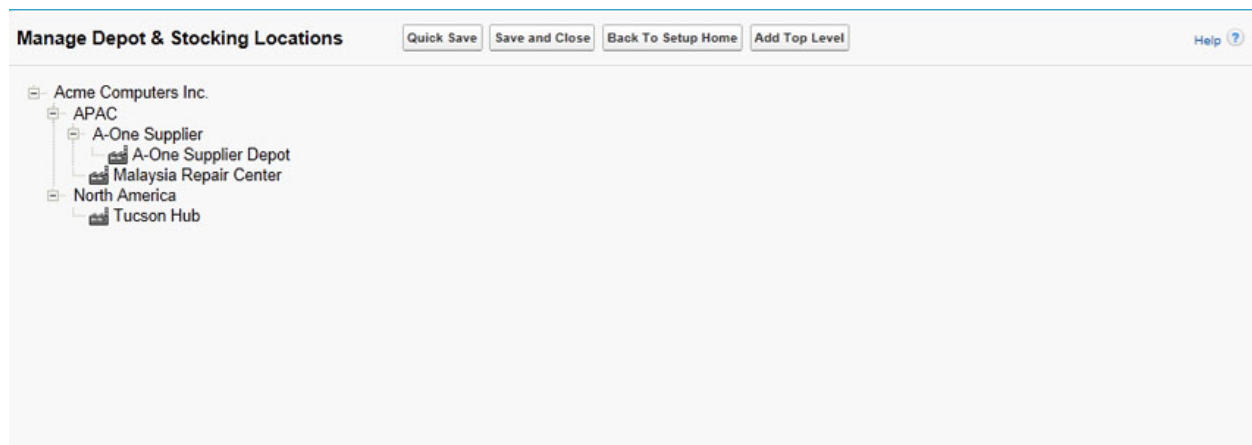 Manage Depot & Stocking Locations Quick Save Save and Close Back To Setup Home Add Top Level Help ?
Acme Computers Inc.
APAC
A-One Supplier
A-One Supplier Depot
Malaysia Repair Center
North America
Tucson Hub